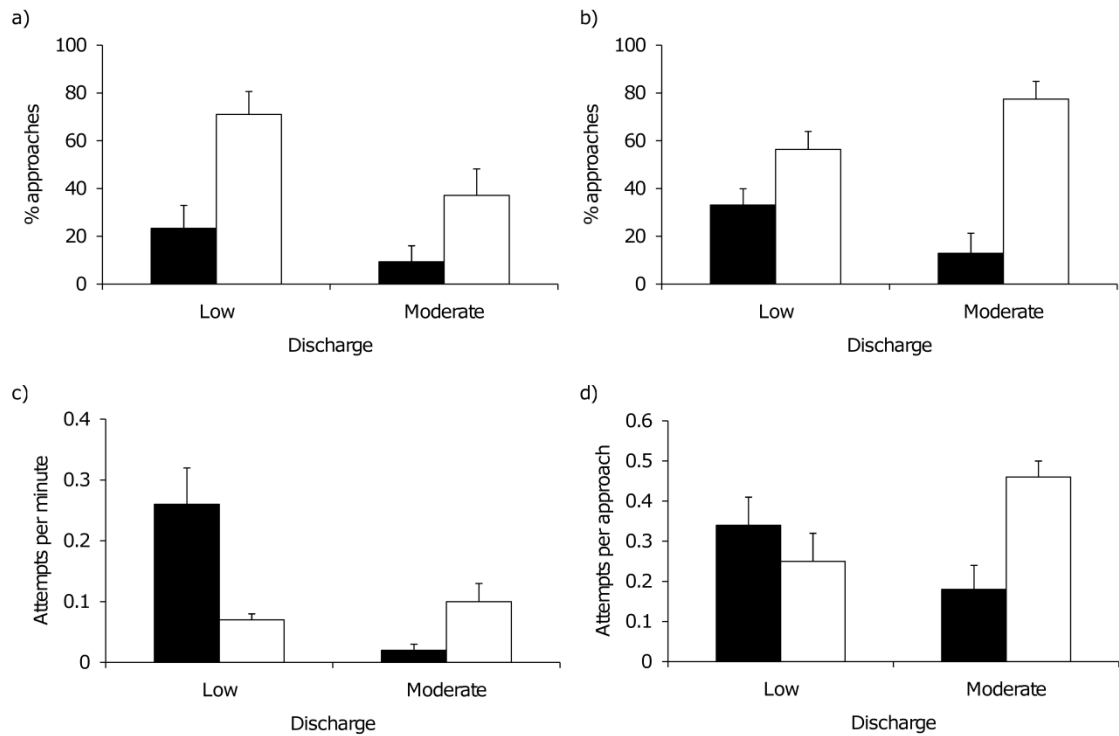 a)
% approaches
100
80
60
40
20
0
Low
Moderate
Discharge
b)
% approaches
100
80
60
40
20
0
Low
Moderate
Discharge
c)
Attempts per minute
0.4
0.3
0.2
0.1
0
Low
Moderate
Discharge
d)
Attempts per approach
0.6
0.5
0.4
0.3
0.2
0.1
0
Low
Moderate
Discharge